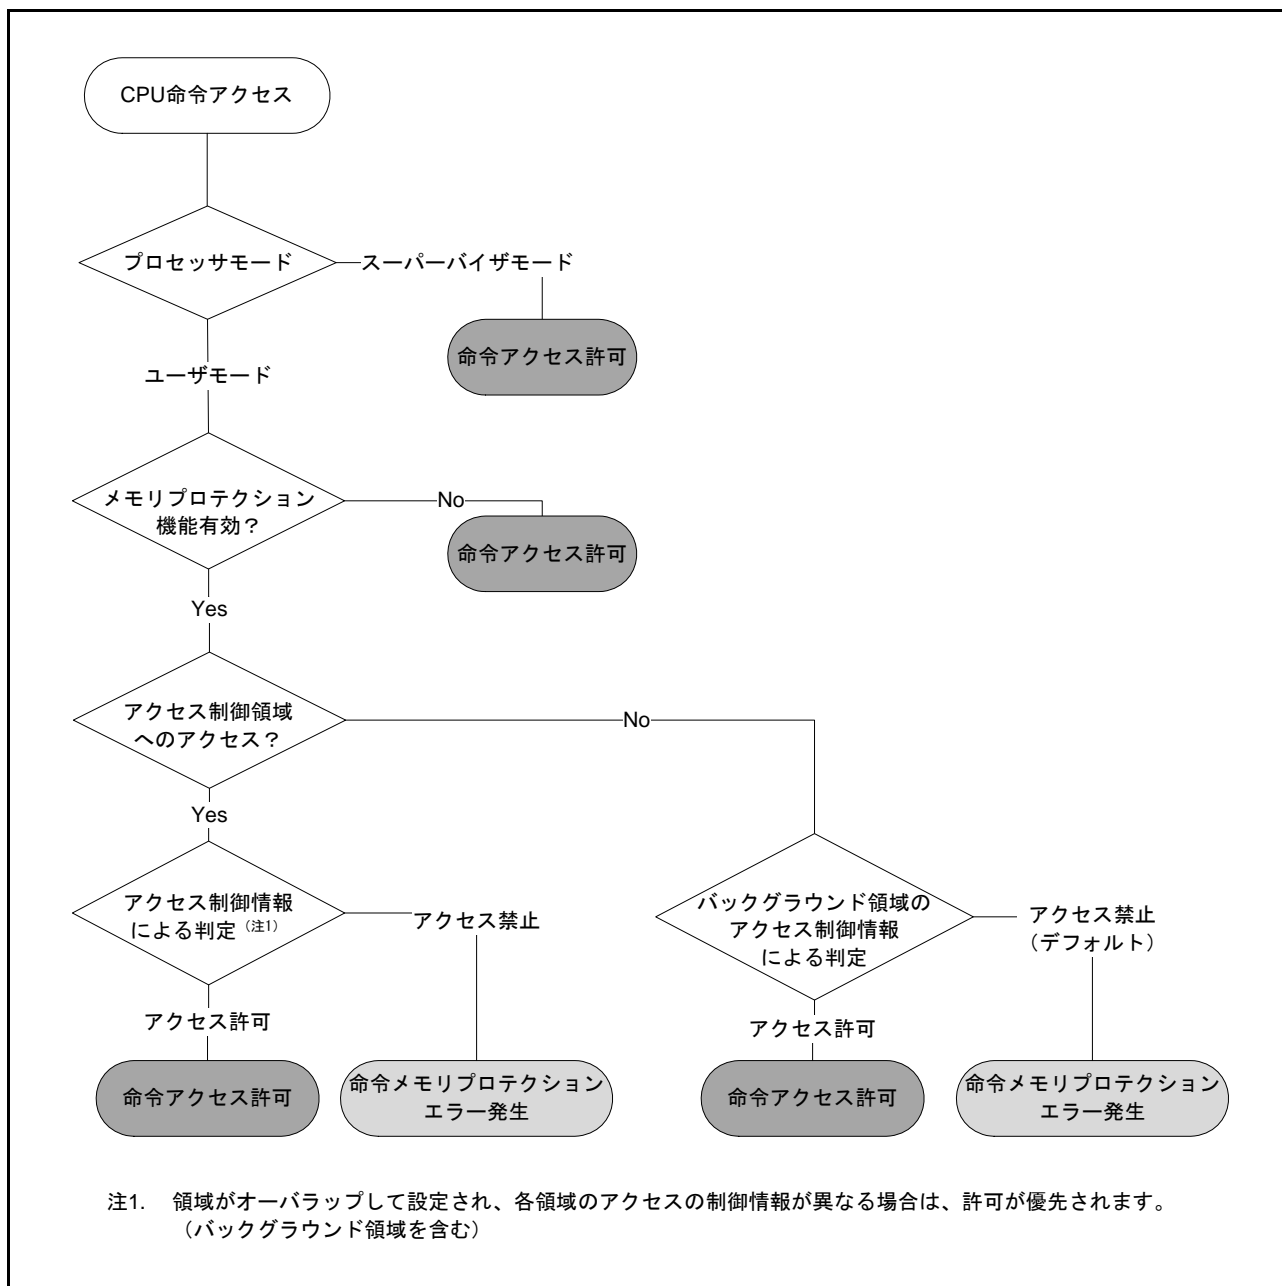 CPU命令アクセス
プロセッサモード
スーパーバイザモード
命令アクセス許可
ユーザモード
メモリプロテクション
機能有効？
No
命令アクセス許可
Yes
アクセス制御領域
へのアクセス？
No
Yes
アクセス制御情報
による判定（注1）
アクセス禁止
バックグラウンド領域の
アクセス制御情報
による判定
アクセス禁止
（デフォルト）
アクセス許可
アクセス許可
命令アクセス許可
命令メモリプロテクション
エラー発生
命令アクセス許可
命令メモリプロテクション
エラー発生
注1. 領域がオーバラップして設定され、各領域のアクセスの制御情報が異なる場合は、許可が優先されます。
（バックグラウンド領域を含む）